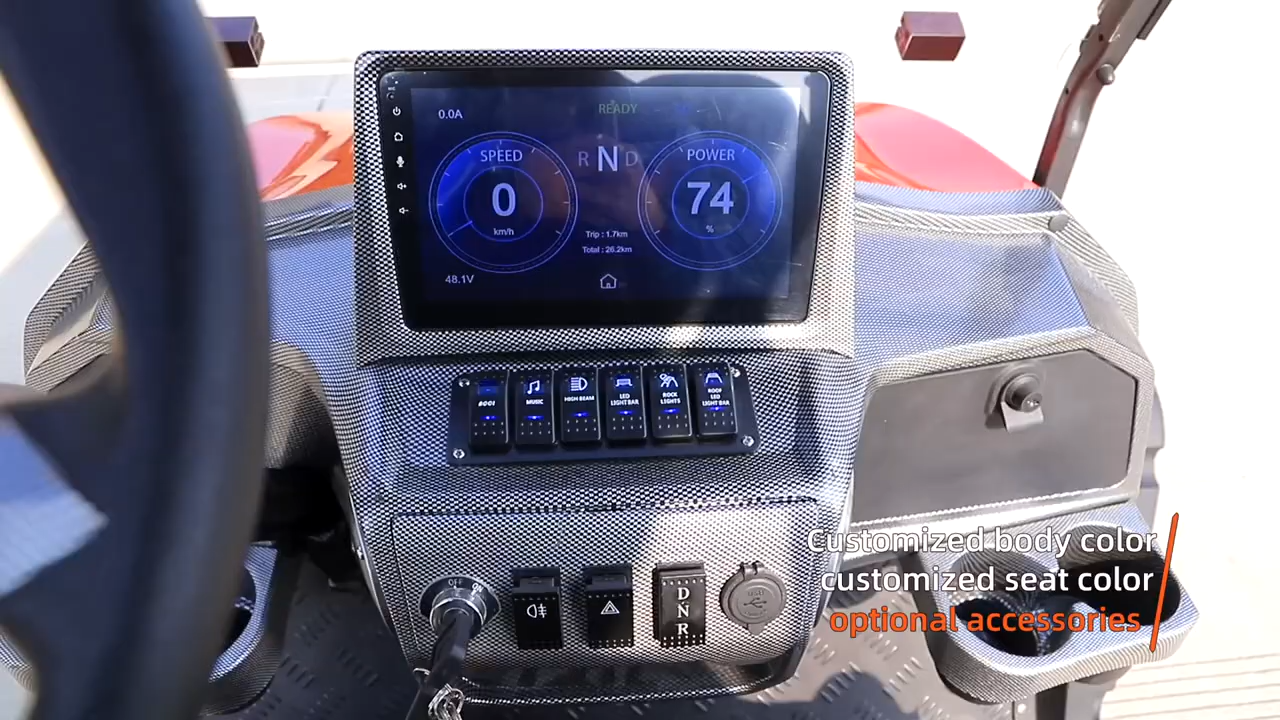 0.0A
READY
SPEED
R N D
POWER
0
74
km/h
%
Trip : 1.7km
Total : 26.2km
48.1V
MUSIC
HIGH BEAM
LED
LIGHT BAR
ROCK
LIGHTS
ROOF
LED
LIGHT BAR
OFF
D
N
R
Customized body color
customized seat color
optional accessories